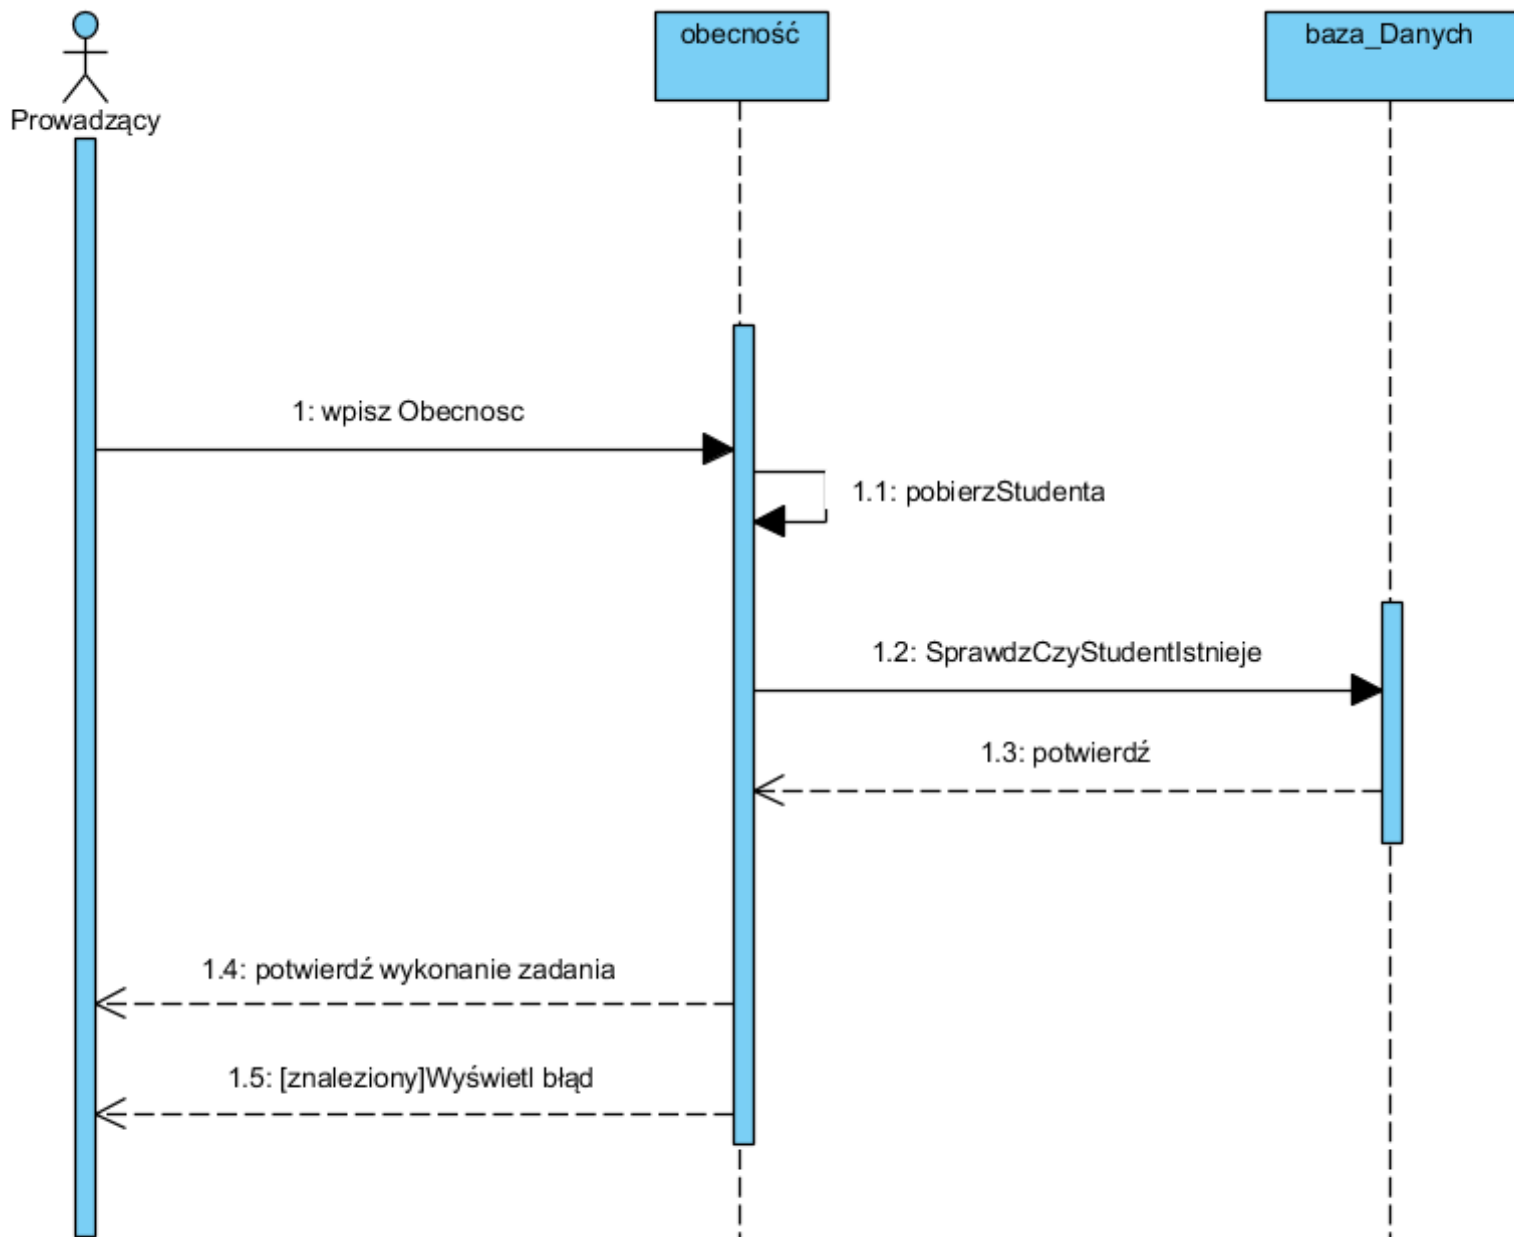 obecność
baza_Danych
Prowadzący
1: wpisz Obecnosc
1.1: pobierzStudenta
1.2: SprawdzCzyStudentIstnieje
1.3: potwierdź
1.4: potwierdź wykonanie zadania
1.5: [znaleziony]Wyświetl błąd